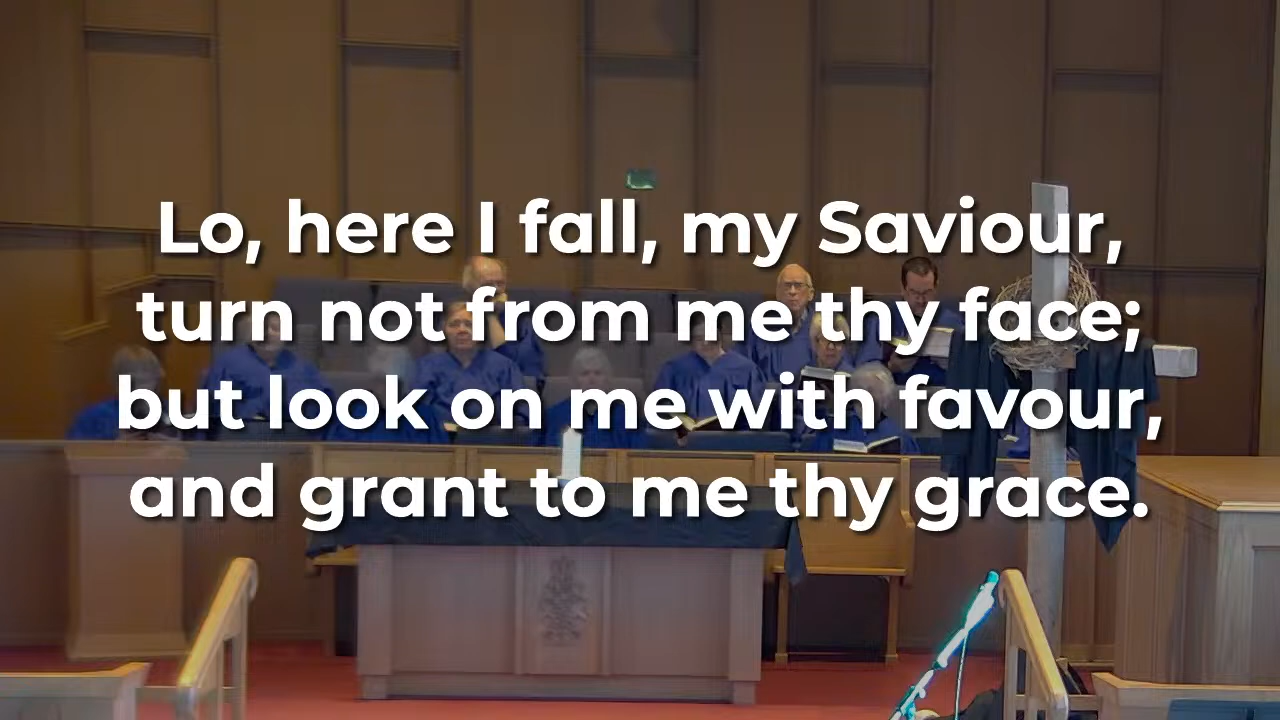 Lo, here I fall, my Saviour,
turn not from me thy face;
but look on me with favour,
and grant to me thy grace.